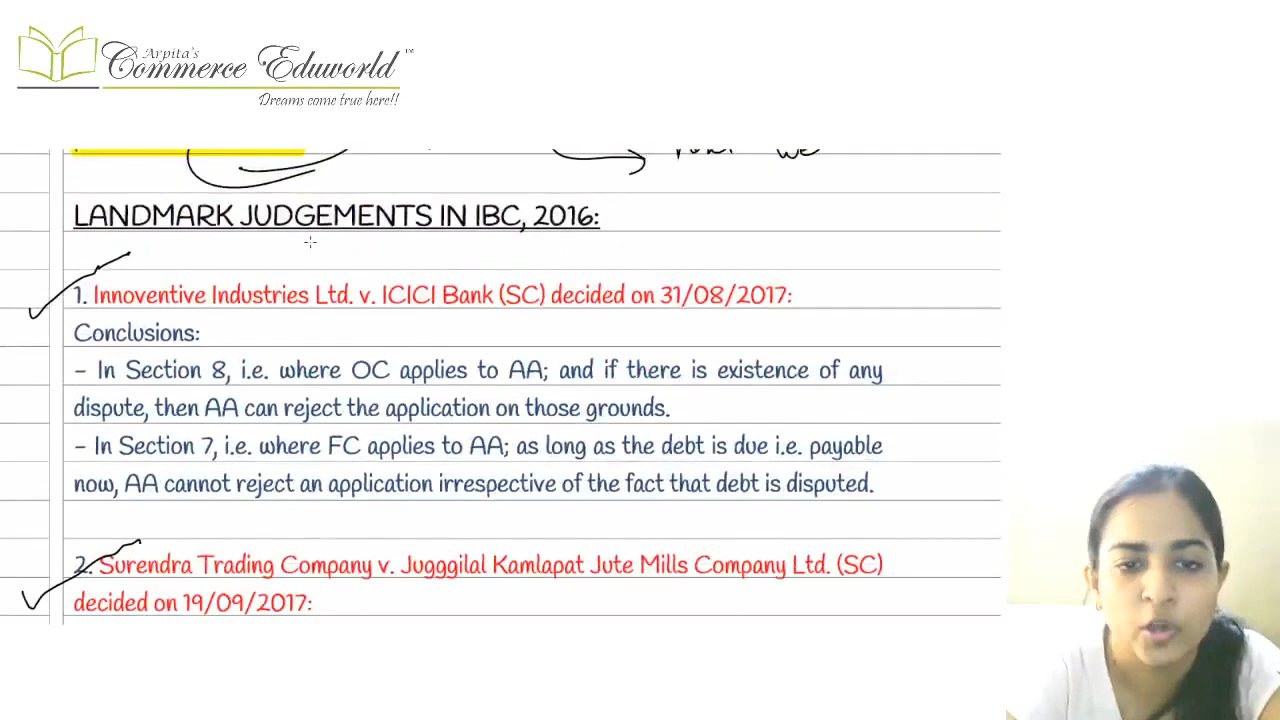 Arpita's
Commerce Eduworld™
Dreams come true here!!
LANDMARK JUDGEMENTS IN IBC, 2016:
1. Innoventive Industries Ltd. v. ICICI Bank (SC) decided on 31/08/2017:
Conclusions:
- In Section 8, i.e. where OC applies to AA; and if there is existence of any
dispute, then AA can reject the application on those grounds.
- In Section 7, i.e. where FC applies to AA; as long as the debt is due i.e. payable
now, AA cannot reject an application irrespective of the fact that debt is disputed.
2. Surendra Trading Company v. Jugggilal Kamlapat Jute Mills Company Ltd. (SC)
decided on 19/09/2017: